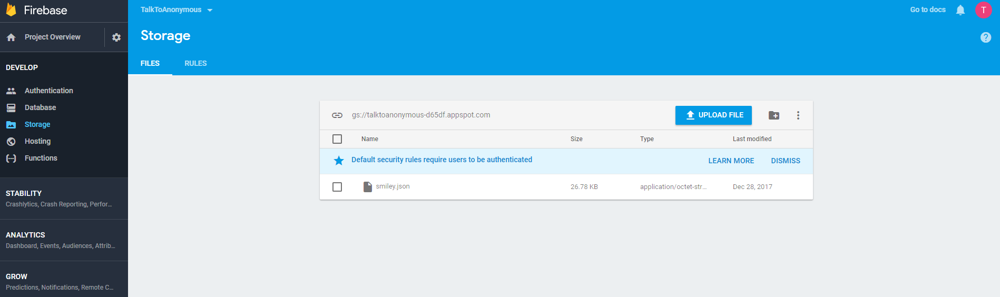 Firebase
TalkToAnonymous
Go to docs
T
Project Overview
Storage
?
FILES
RULES
DEVELOP
Authentication
Database
Storage
Hosting
Functions
gs://talktoanonymous-d65df.appspot.com
UPLOAD FILE
Name Size Type Last modified
Default security rules require users to be authenticated
LEARN MORE
DISMISS
smiley.json 26.78 KB application/octet-str... Dec 28, 2017
STABILITY
Crashlytics, Crash Reporting, Perfor...
ANALYTICS
Dashboard, Events, Audiences, Attrib...
GROW
Predictions, Notifications, Remote C...